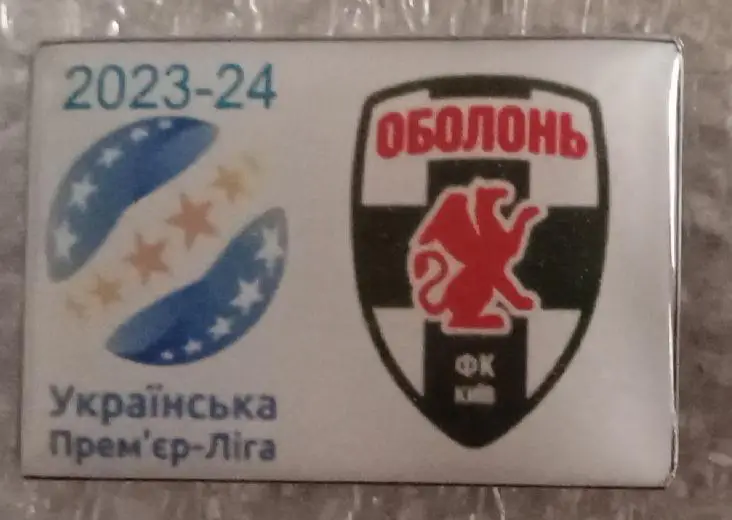 2023-24
Українська
Прем'єр-Ліга
ОБОЛОНЬ
ФК
КИЇВ